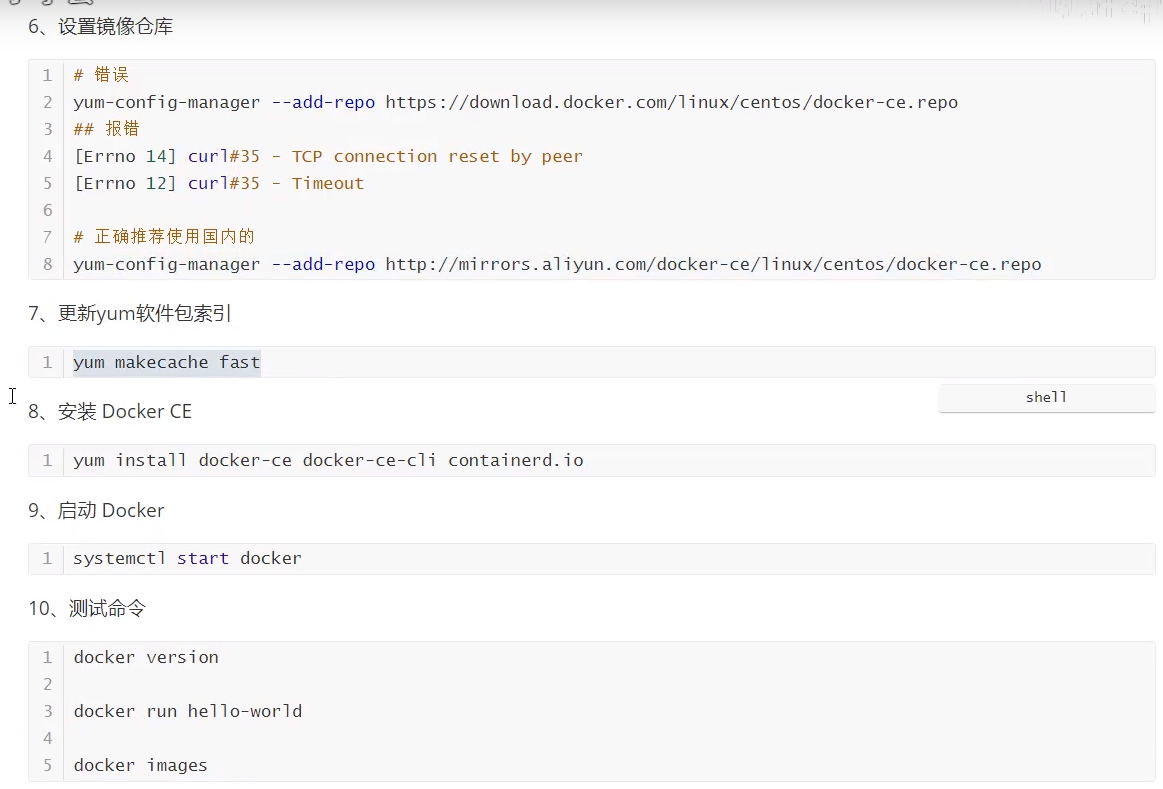 6、设置镜像仓库
1 # 错误
2 yum-config-manager --add-repo https://download.docker.com/linux/centos/docker-ce.repo
3 ## 报错
4 [Errno 14] curl#35 - TCP connection reset by peer
5 [Errno 12] curl#35 - Timeout
6
7 # 正确推荐使用国内的
8 yum-config-manager --add-repo http://mirrors.aliyun.com/docker-ce/linux/centos/docker-ce.repo
7、更新yum软件包索引
1 yum makecache fast
shell
8、安装 Docker CE
1 yum install docker-ce docker-ce-cli containerd.io
9、启动 Docker
1 systemctl start docker
10、测试命令
1 docker version
2
3 docker run hello-world
4
5 docker images